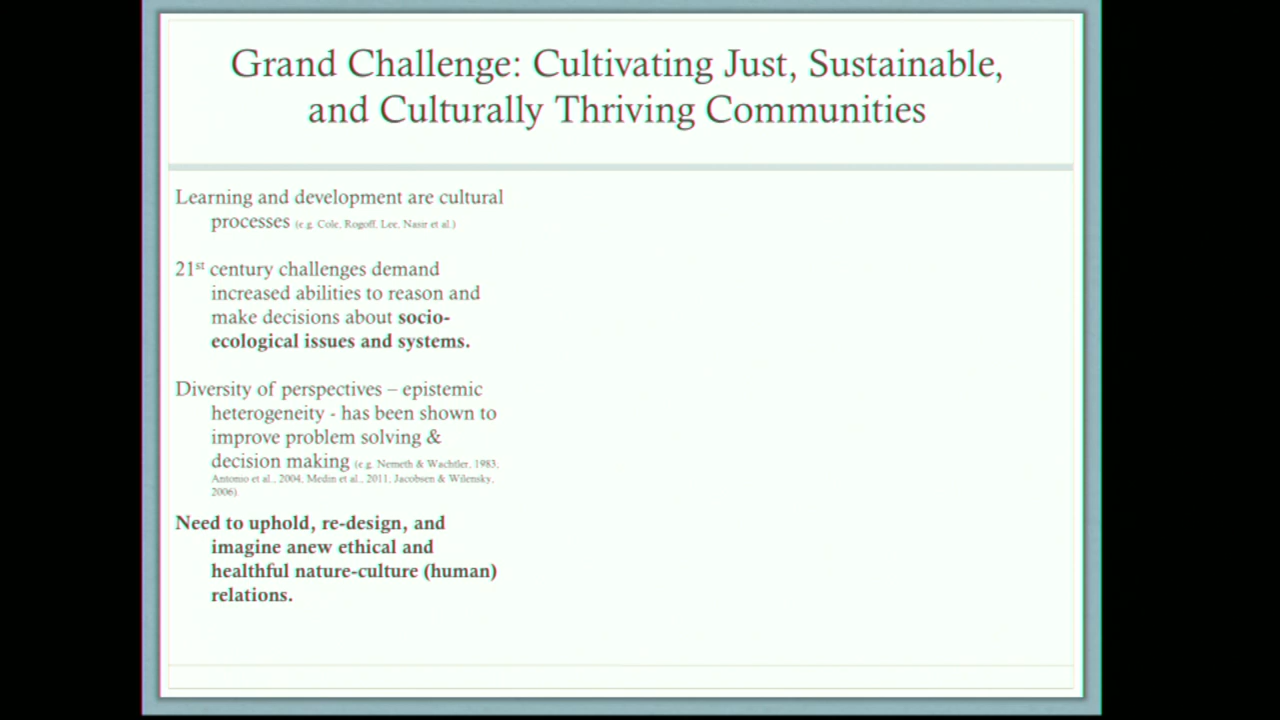 Grand Challenge: Cultivating Just, Sustainable,
and Culturally Thriving Communities
Learning and development are cultural
processes (e.g. Cole, Rogoff, Lee, Nasir et al.)
21st century challenges demand
increased abilities to reason and
make decisions about socio-
ecological issues and systems.
Diversity of perspectives – epistemic
heterogeneity - has been shown to
improve problem solving &
decision making (e.g. Nemeth & Wachtler, 1983,
Antonio et al., 2004, Medin et al., 2011, Jacobsen & Wilensky,
2006)
Need to uphold, re-design, and
imagine anew ethical and
healthful nature-culture (human)
relations.